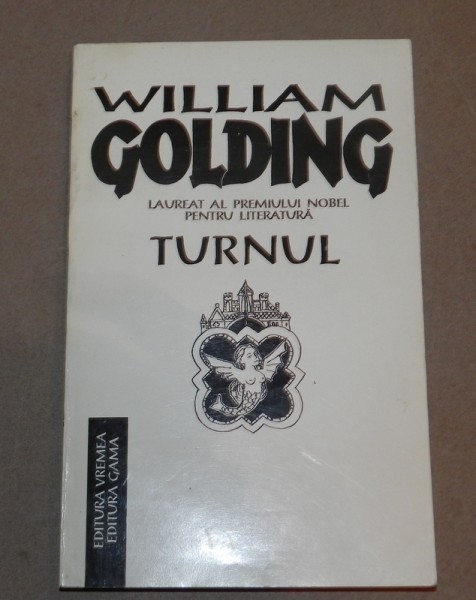 WILLIAM
GOLDING
LAUREAT AL PREMIULUI NOBEL
PENTRU LITERATURĂ
TURNUL
EDITURA VREMEA
EDITURA GAMA